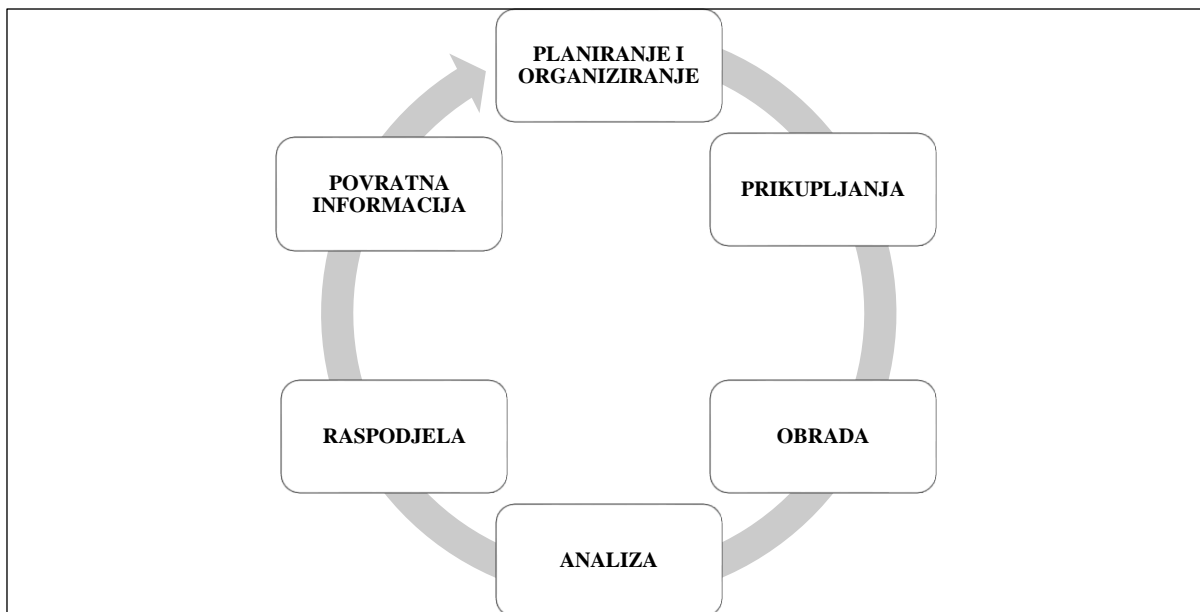 PLANIRANJE I
ORGANIZIRANJE
PRIKUPLJANJA
OBRADA
ANALIZA
RASPODJELA
POVRATNA
INFORMACIJA